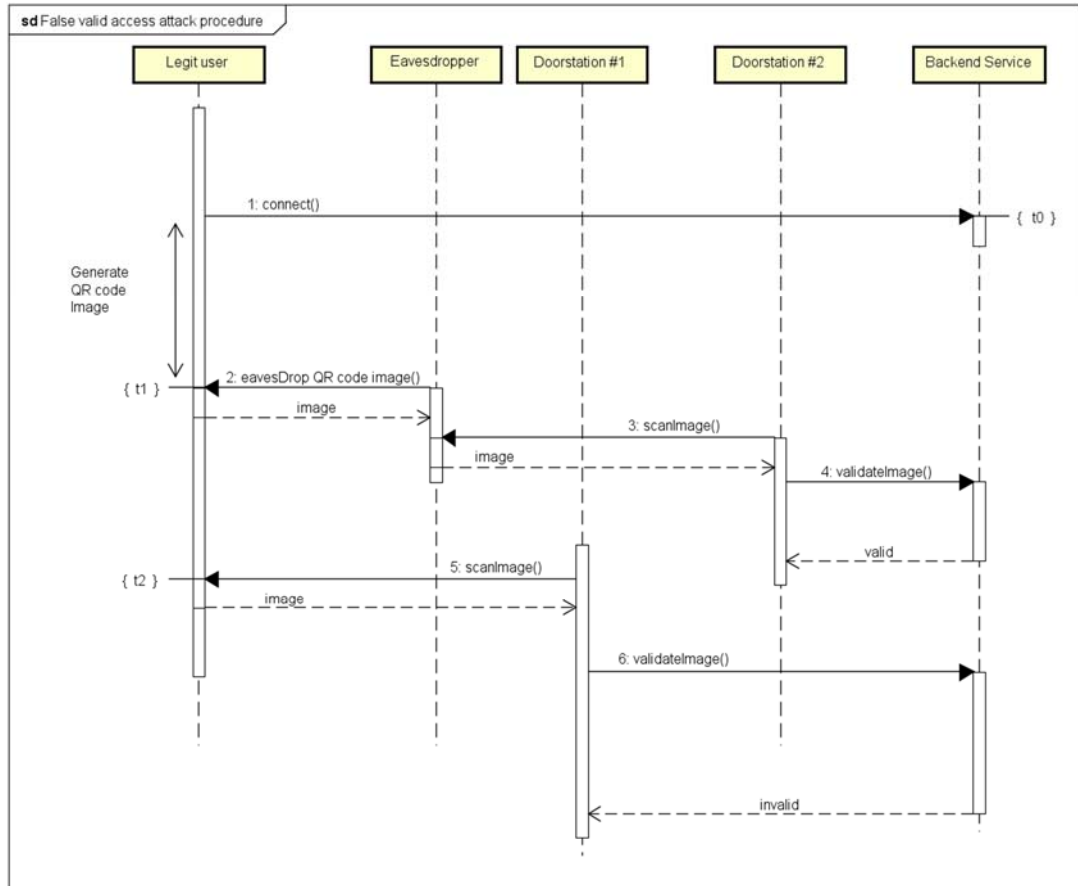 sd False valid access attack procedure
Legit user
Eavesdropper
Doorstation #1
Doorstation #2
Backend Service
1: connect()
{ t0 }
Generate
QR code
Image
{ t1 }
2: eavesDrop QR code image()
image
3: scanImage()
image
4: validateImage()
valid
{ t2 }
5: scanImage()
image
6: validateImage()
invalid